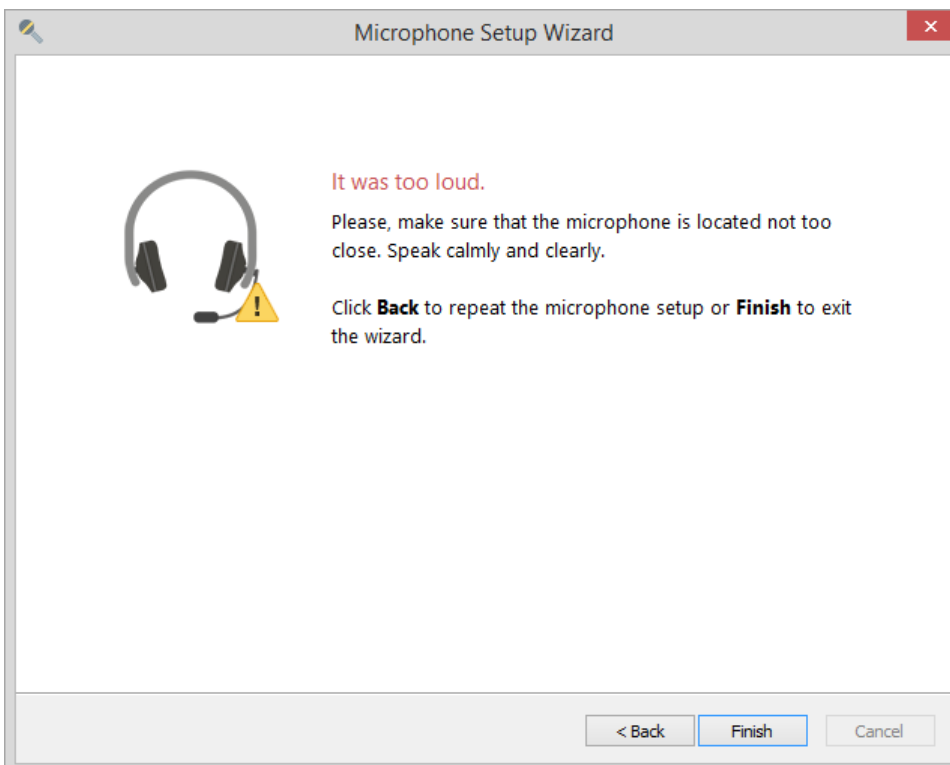 Microphone Setup Wizard
It was too loud.
Please, make sure that the microphone is located not too
close. Speak calmly and clearly.
Click Back to repeat the microphone setup or Finish to exit
the wizard.
< Back
Finish
Cancel